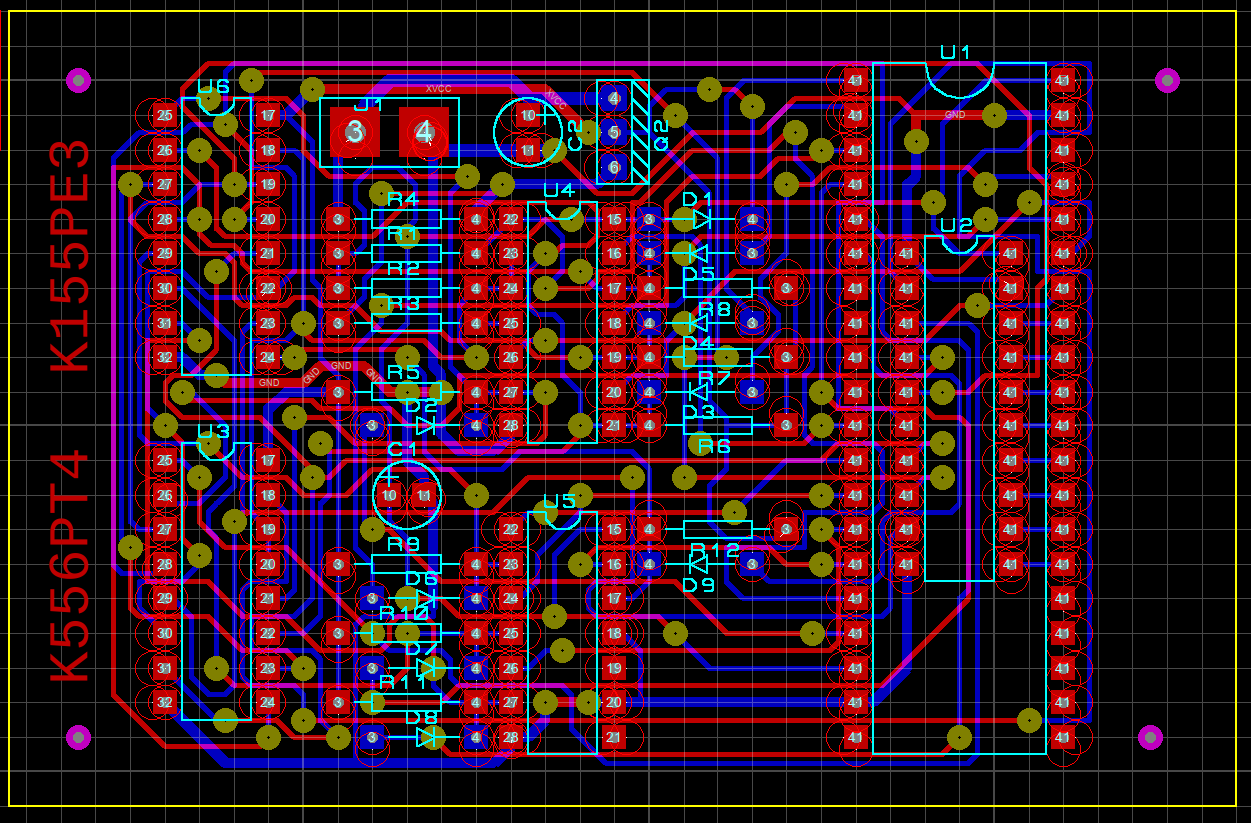 U1
U6
XVCC
XVCC
J1
3
4
10
11
C2
4
5
6
Q2
GND
К155РЕ3
К556РТ4
25
26
27
28
29
30
31
32
17
18
19
20
21
22
23
24
R4
R1
R2
R3
R5
D2
C1
10
11
U4
22
23
24
25
26
27
28
15
16
17
18
19
20
21
D1
D5
R8
D4
R7
D3
R6
U2
GND
GND
GND
GND
U3
25
26
27
28
29
30
31
32
17
18
19
20
21
22
23
24
R9
D6
R10
D7
R11
D8
U5
22
23
24
25
26
27
28
15
16
17
18
19
20
21
R12
D9